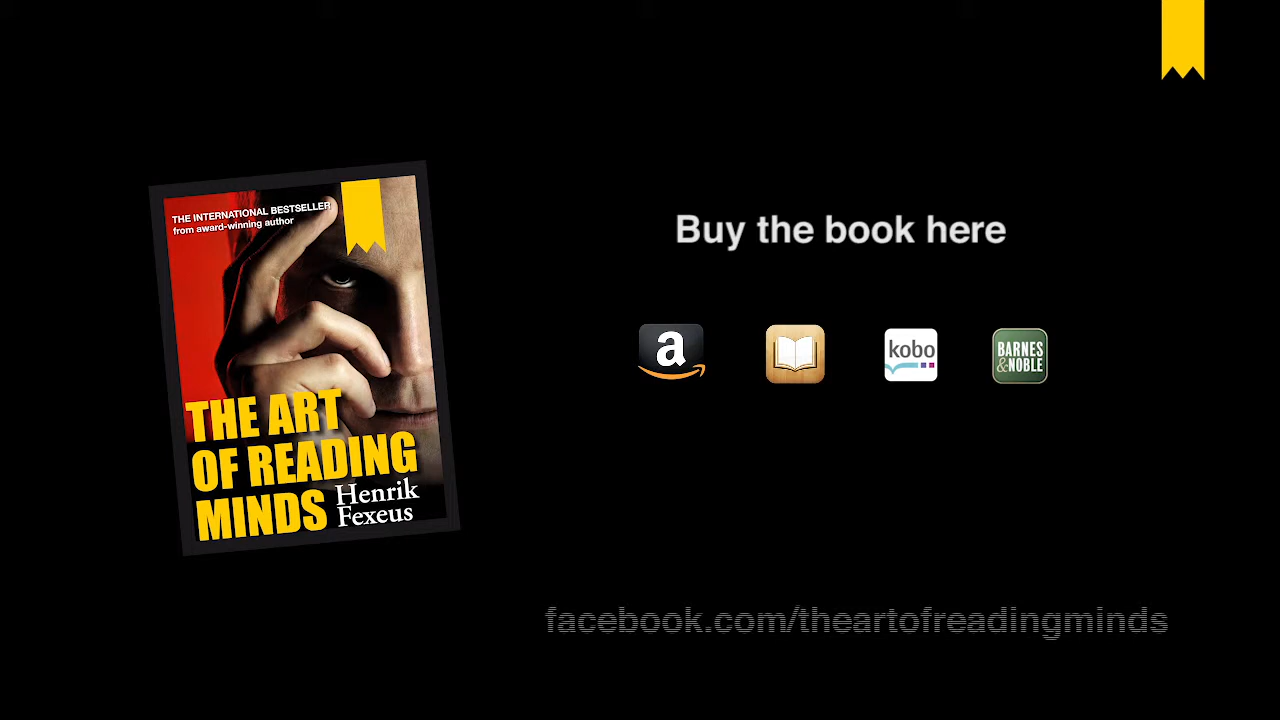 THE INTERNATIONAL BESTSELLER
from award-winning author
THE ART
OF READING
MINDS
Henrik
Fexeus
Buy the book here
a
kobo
BARNES
&NOBLE
facebook.com/theartofreadingminds